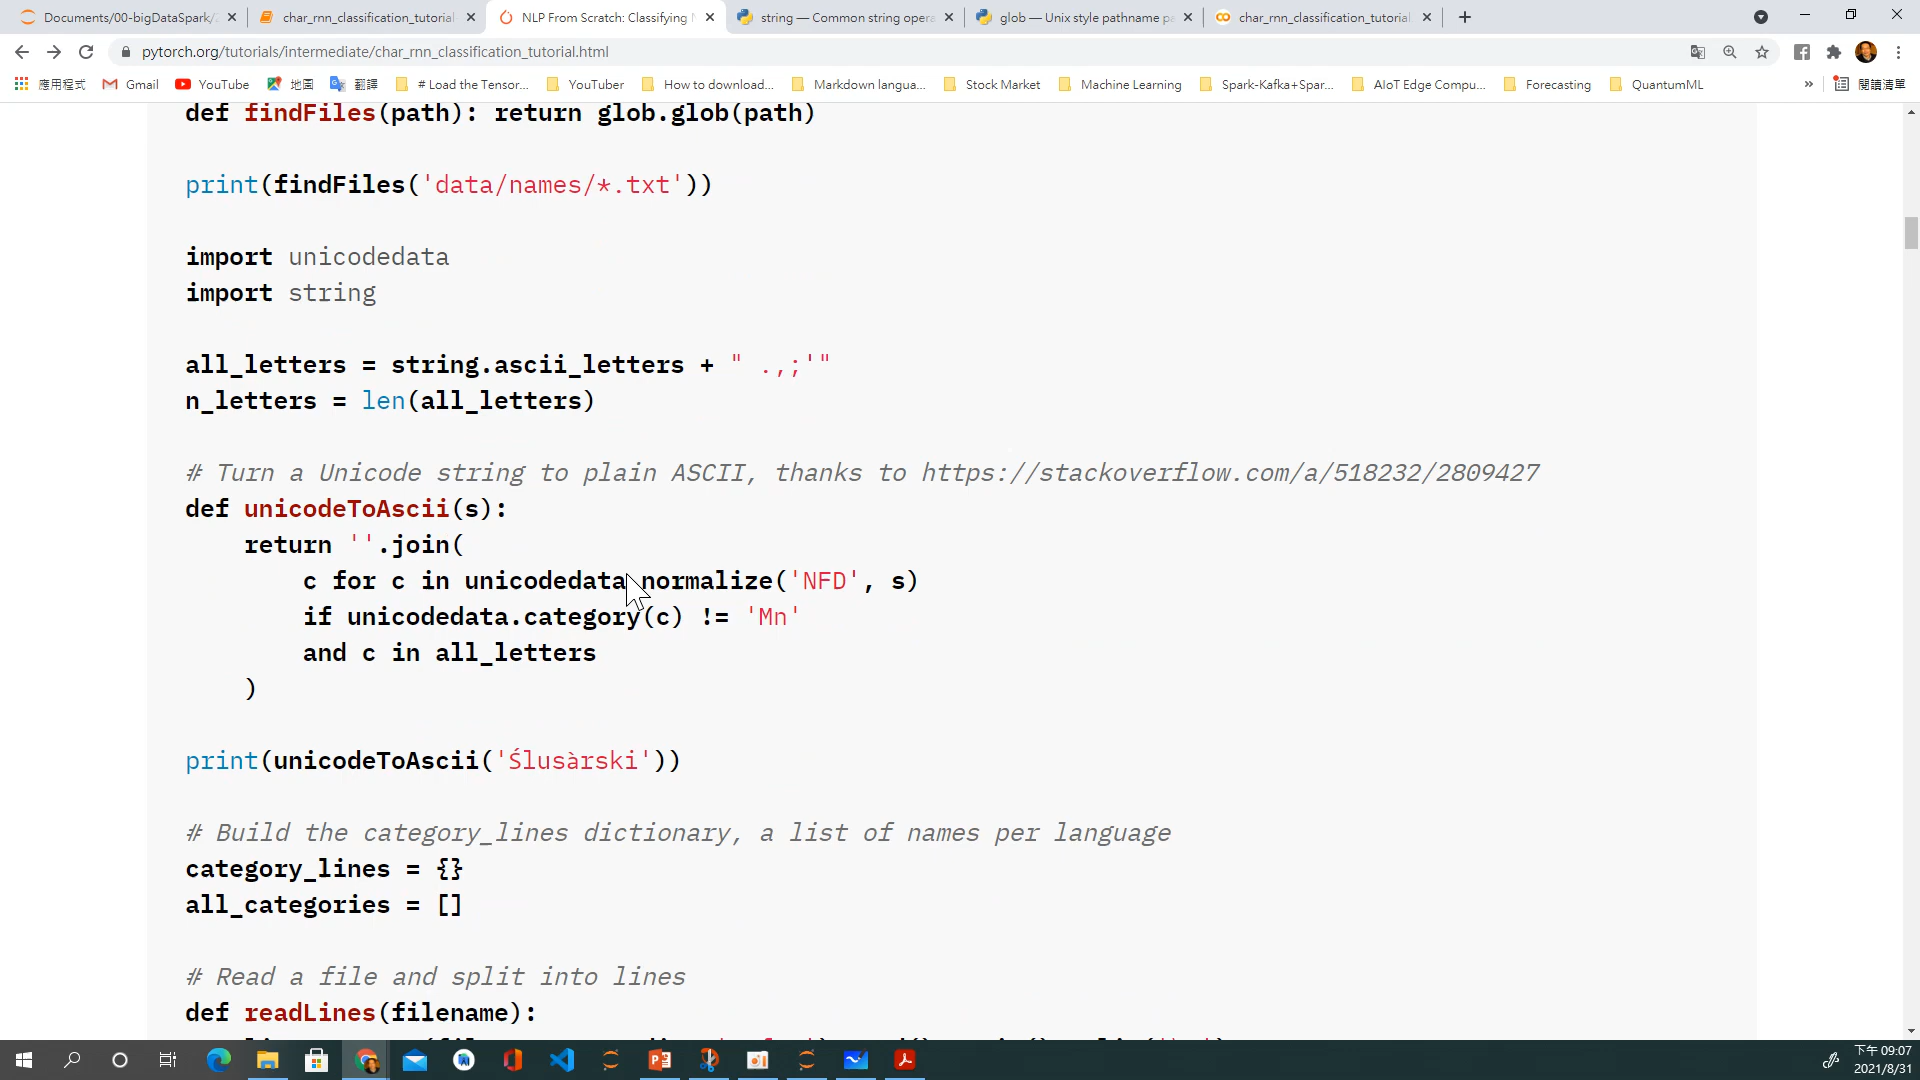 Documents/00-bigDataSpark/
char_rnn_classification_tutorial
NLP From Scratch: Classifying
string — Common string opera
glob — Unix style pathname pa
char_rnn_classification_tutorial
pytorch.org/tutorials/intermediate/char_rnn_classification_tutorial.html
應用程式
Gmail
YouTube
地圖
翻譯
# Load the Tensor...
YouTuber
How to download...
Markdown langua...
Stock Market
Machine Learning
Spark-Kafka+Spar...
AIoT Edge Compu...
Forecasting
QuantumML
»
閱讀清單
def findFiles(path): return glob.glob(path)
print(findFiles('data/names/*.txt'))
import unicodedata
import string
all_letters = string.ascii_letters + " .,;'"
n_letters = len(all_letters)
# Turn a Unicode string to plain ASCII, thanks to https://stackoverflow.com/a/518232/2809427
def unicodeToAscii(s):
    return ''.join(
        c for c in unicodedata.normalize('NFD', s)
        if unicodedata.category(c) != 'Mn'
        and c in all_letters
    )
print(unicodeToAscii('Ślusàrski'))
# Build the category_lines dictionary, a list of names per language
category_lines = {}
all_categories = []
# Read a file and split into lines
def readLines(filename):
下午 09:07
2021/8/31